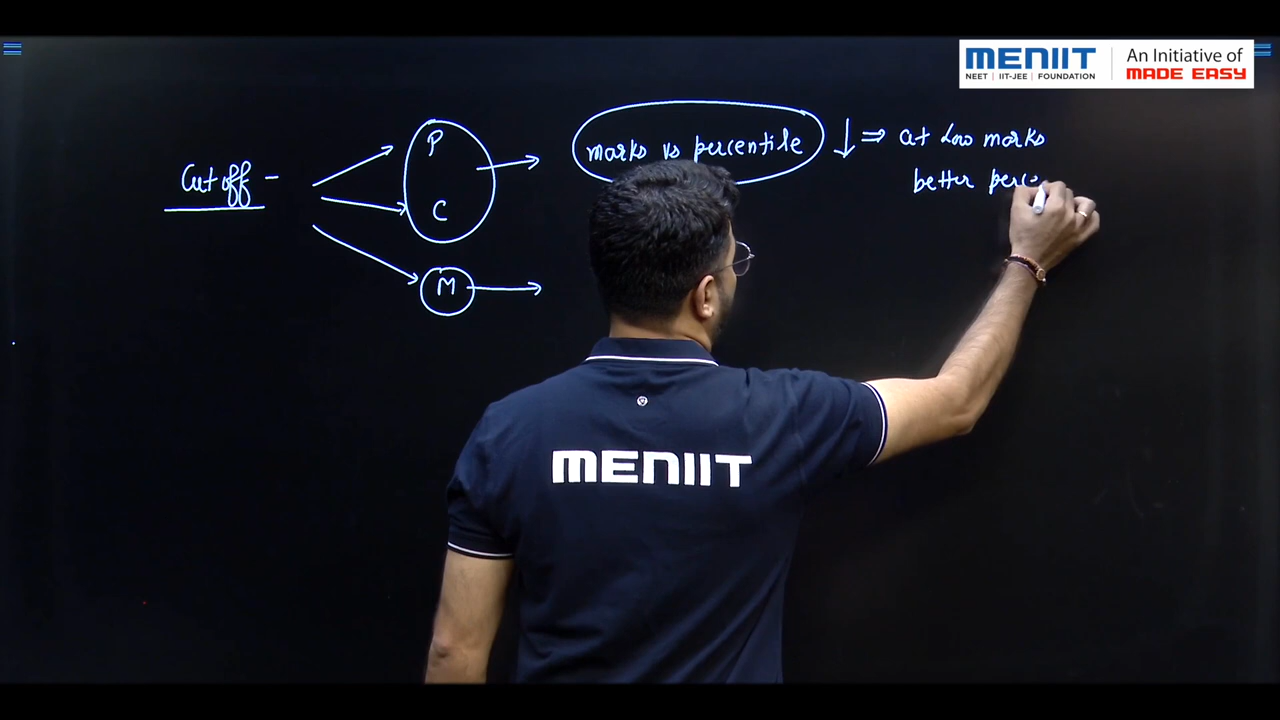 MENIIT
NEET | IIT-JEE | FOUNDATION
An Initiative of
MADE EASY
Cut off -
P
C
M
marks vs percentile ↓ ⇒ at Low marks
better perce
MENIIT